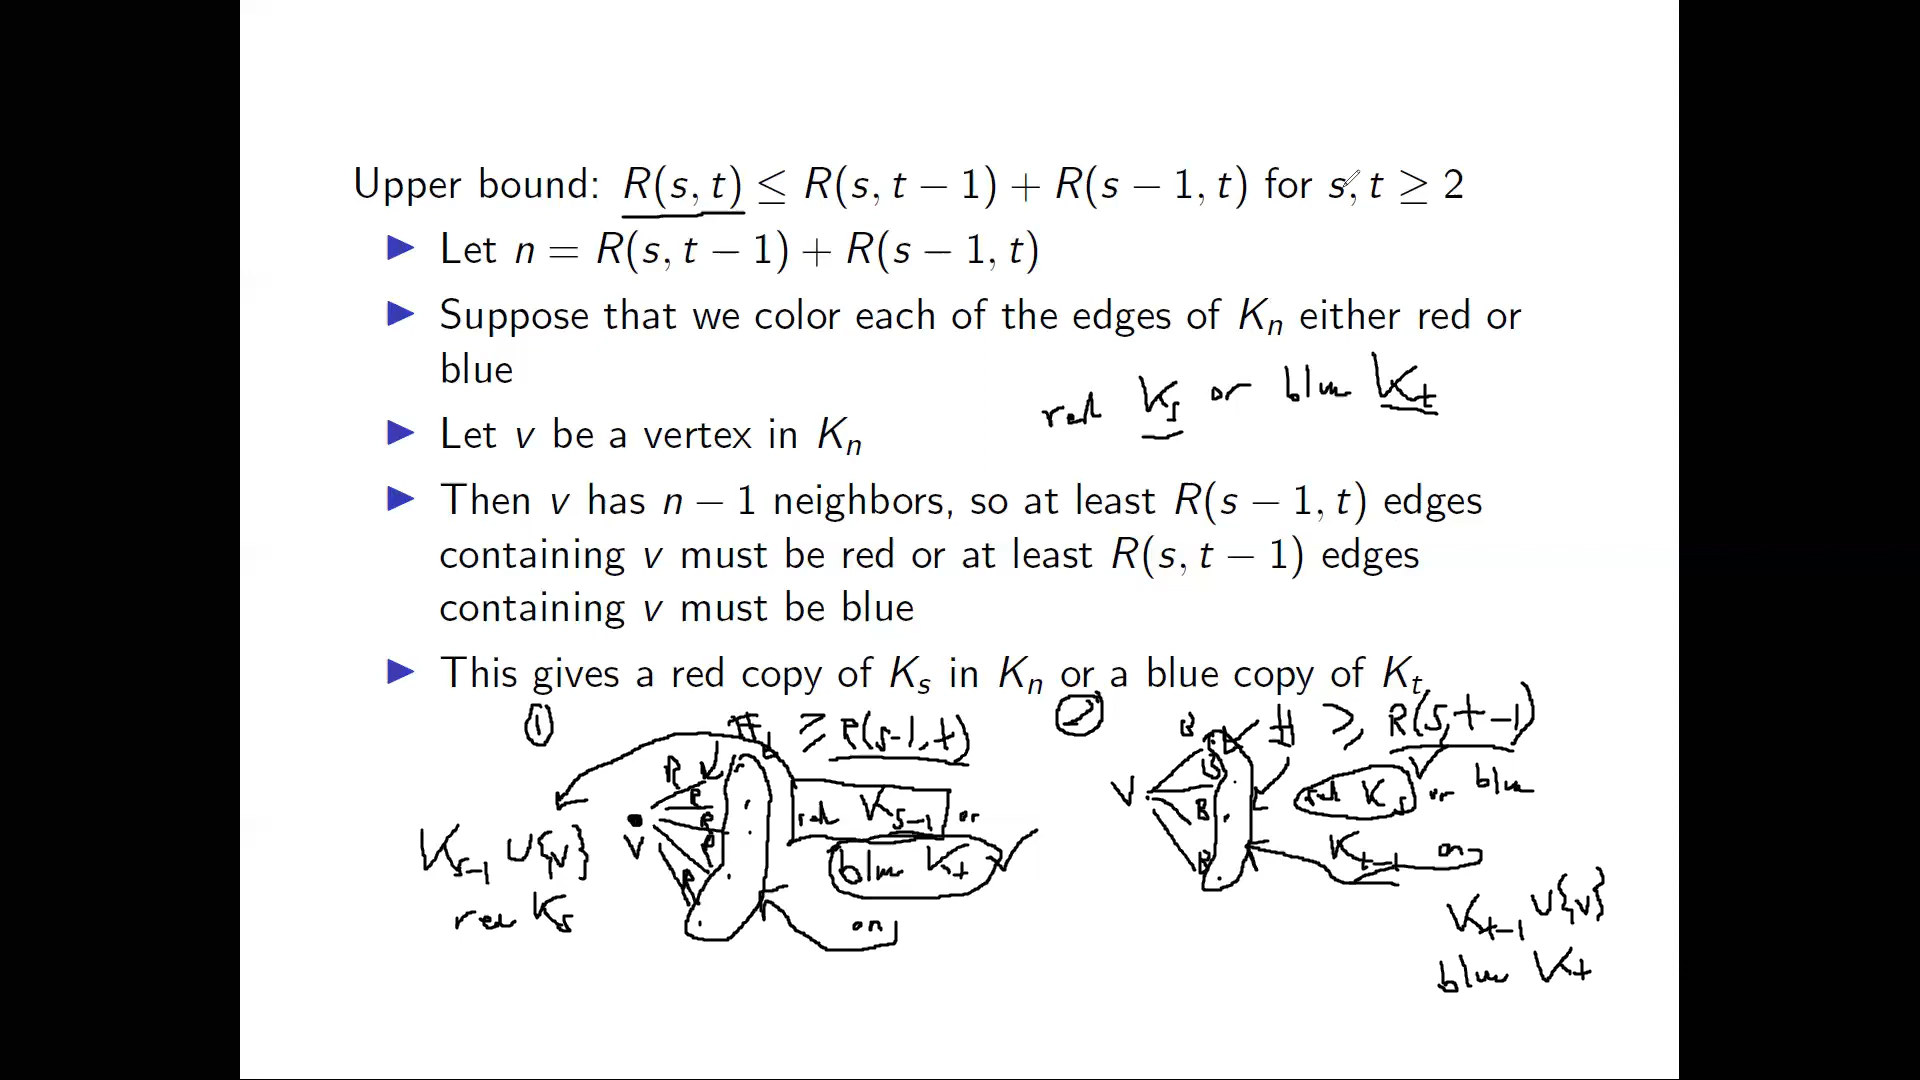 Upper bound: R(s, t) ≤ R(s, t − 1) + R(s − 1, t) for s, t ≥ 2
▶ Let n = R(s, t − 1) + R(s − 1, t)
▶ Suppose that we color each of the edges of Kₙ either red or
blue
red Kₛ or blue Kₜ
▶ Let v be a vertex in Kₙ
▶ Then v has n − 1 neighbors, so at least R(s − 1, t) edges
containing v must be red or at least R(s, t − 1) edges
containing v must be blue
▶ This gives a red copy of Kₛ in Kₙ or a blue copy of Kₜ
① # ≥ R(s-1, t)
R R R R R
v
red Kₛ₋₁ or
blue Kₜ ✓
on
Kₛ₋₁ ∪ {v}
red Kₛ
② # ≥ R(s, t-1)
B B B B
v
red Kₛ or blue
Kₜ₋₁ on
Kₜ₋₁ ∪ {v}
blue Kₜ